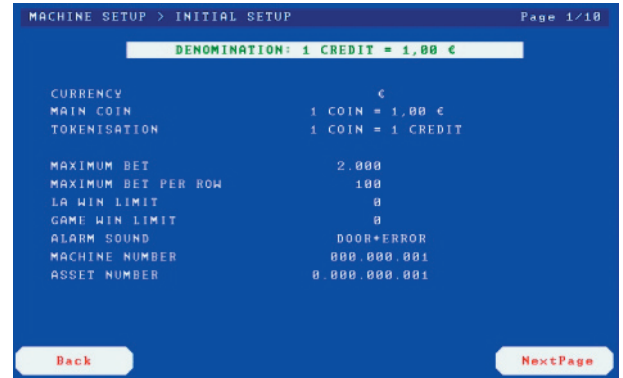 MACHINE SETUP > INITIAL SETUP Page 1/10
DENOMINATION: 1 CREDIT = 1,00 €
CURRENCY €
MAIN COIN 1 COIN = 1,00 €
TOKENISATION 1 COIN = 1 CREDIT
MAXIMUM BET 2.000
MAXIMUM BET PER ROW 100
LA WIN LIMIT 0
GAME WIN LIMIT 0
ALARM SOUND DOOR+ERROR
MACHINE NUMBER 000.000.001
ASSET NUMBER 0.000.000.001
Back NextPage